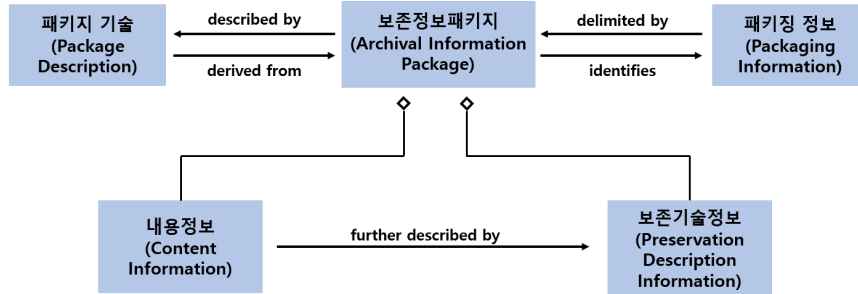 패키지 기술
(Package
Description)
described by
derived from
보존정보패키지
(Archival Information
Package)
delimited by
identifies
패키징 정보
(Packaging
Information)
내용정보
(Content
Information)
further described by
보존기술정보
(Preservation
Description
Information)